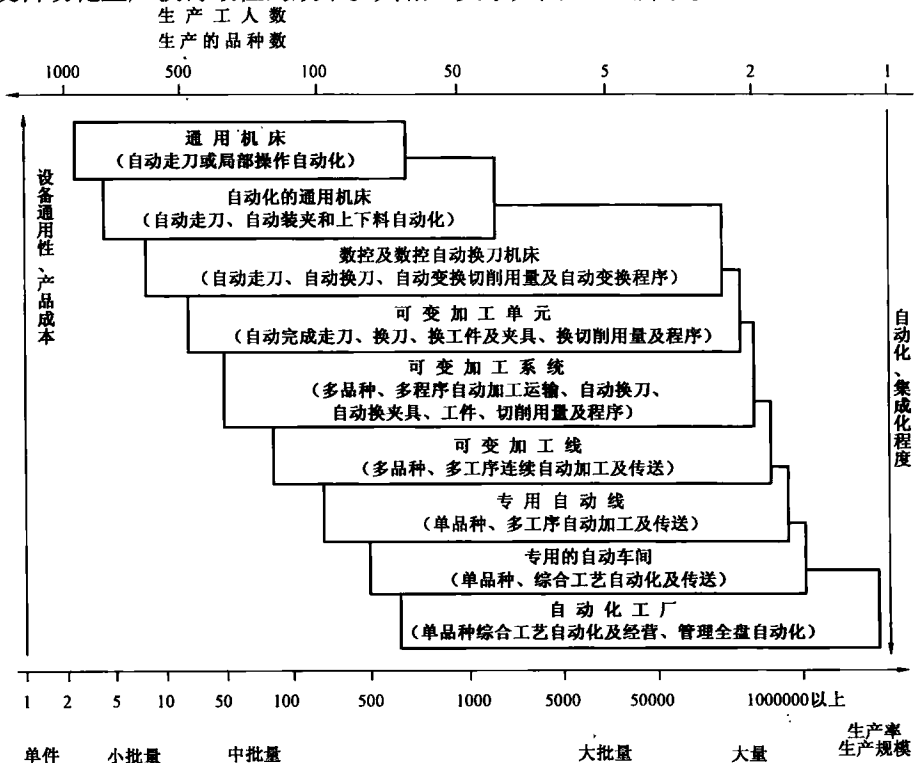 生产工人数
生产的品种数
1000 500 100 50 5 2 1
通用机床
（自动走刀或局部操作自动化）
自动化的通用机床
（自动走刀、自动装夹和上下料自动化）
数控及数控自动换刀机床
（自动走刀、自动换刀、自动变换切削用量及自动变换程序）
可变加工单元
（自动完成走刀、换刀、换工件及夹具、换切削用量及程序）
可变加工系统
（多品种、多程序自动加工运输、自动换刀、
自动换夹具、工件、切削用量及程序）
可变加工线
（多品种、多工序连续自动加工及传送）
专用自动线
（单品种、多工序自动加工及传送）
专用的自动车间
（单品种、综合工艺自动化及传送）
自动化工厂
（单品种综合工艺自动化及经营、管理全盘自动化）
设备通用性、产品成本
自动化、集成化程度
1 2 5 10 50 100 500 1000 5000 50000 1000000以上
生产率
单件 小批量 中批量 大批量 大量 生产规模